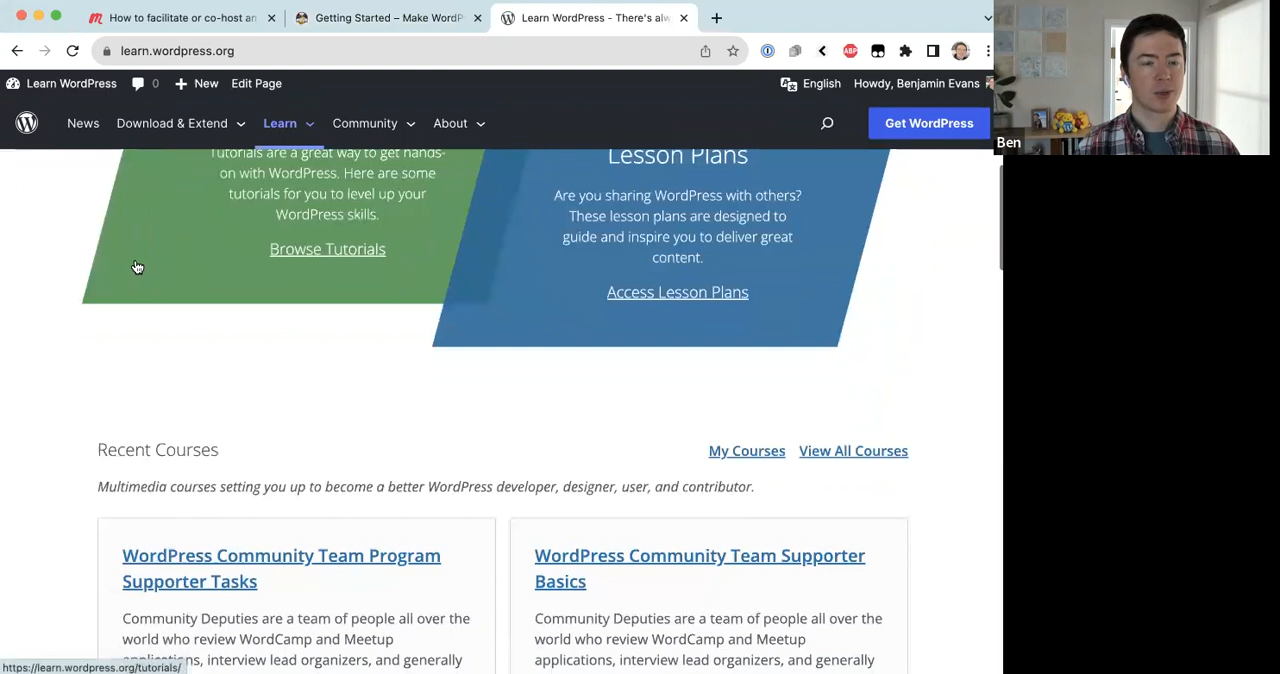 How to facilitate or co-host an
Getting Started – Make WordP
Learn WordPress - There's alw
learn.wordpress.org
ABP
Learn WordPress
0
New
Edit Page
English
Howdy, Benjamin Evans
News
Download & Extend
Learn
Community
About
Get WordPress
Ben
Tutorials are a great way to get hands-
on with WordPress. Here are some
tutorials for you to level up your
WordPress skills.
Browse Tutorials
Lesson Plans
Are you sharing WordPress with others?
These lesson plans are designed to
guide and inspire you to deliver great
content.
Access Lesson Plans
Recent Courses
My Courses
View All Courses
Multimedia courses setting you up to become a better WordPress developer, designer, user, and contributor.
WordPress Community Team Program
Supporter Tasks
Community Deputies are a team of people all over the
world who review WordCamp and Meetup
applications, interview lead organizers, and generally
WordPress Community Team Supporter
Basics
Community Deputies are a team of people all over the
world who review WordCamp and Meetup
applications, interview lead organizers, and generally
https://learn.wordpress.org/tutorials/